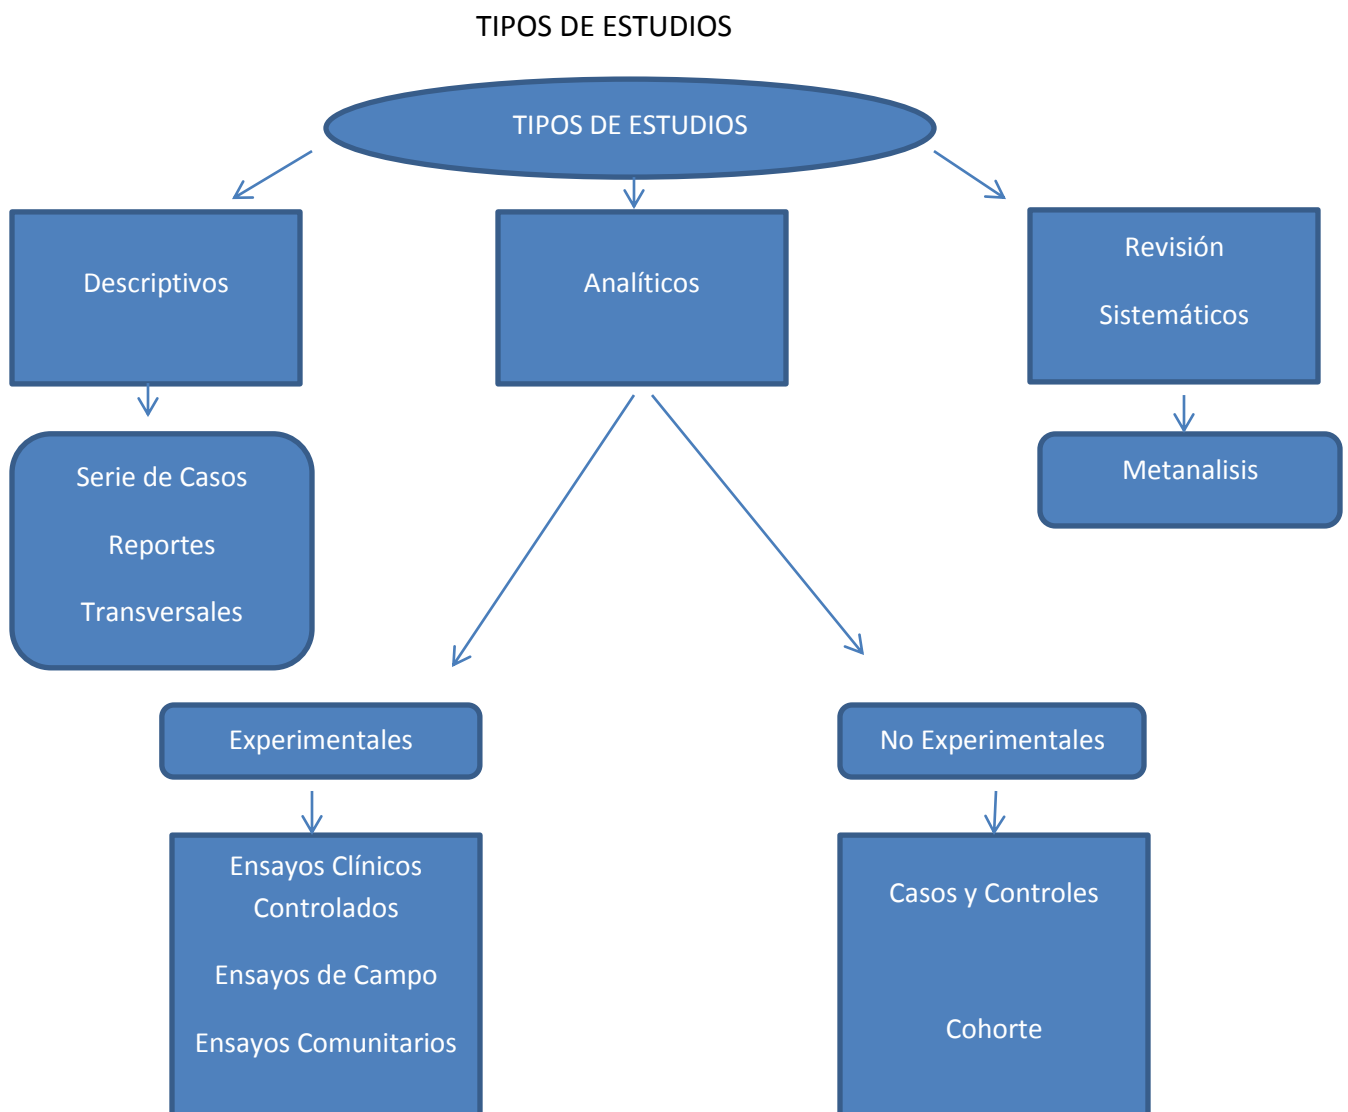 TIPOS DE ESTUDIOS
TIPOS DE ESTUDIOS
Descriptivos
Analíticos
Revisión
Sistemáticos
Serie de Casos
Reportes
Transversales
Metanalisis
Experimentales
No Experimentales
Ensayos Clínicos
Controlados
Ensayos de Campo
Ensayos Comunitarios
Casos y Controles
Cohorte